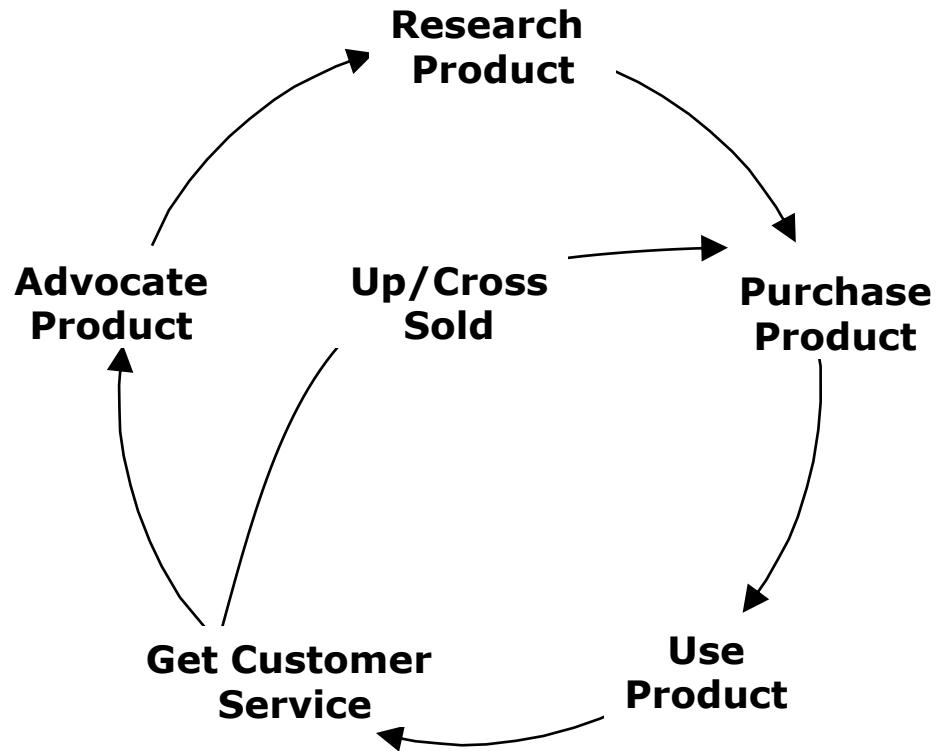 Research
Product
Advocate
Product
Up/Cross
Sold
Purchase
Product
Get Customer
Service
Use
Product